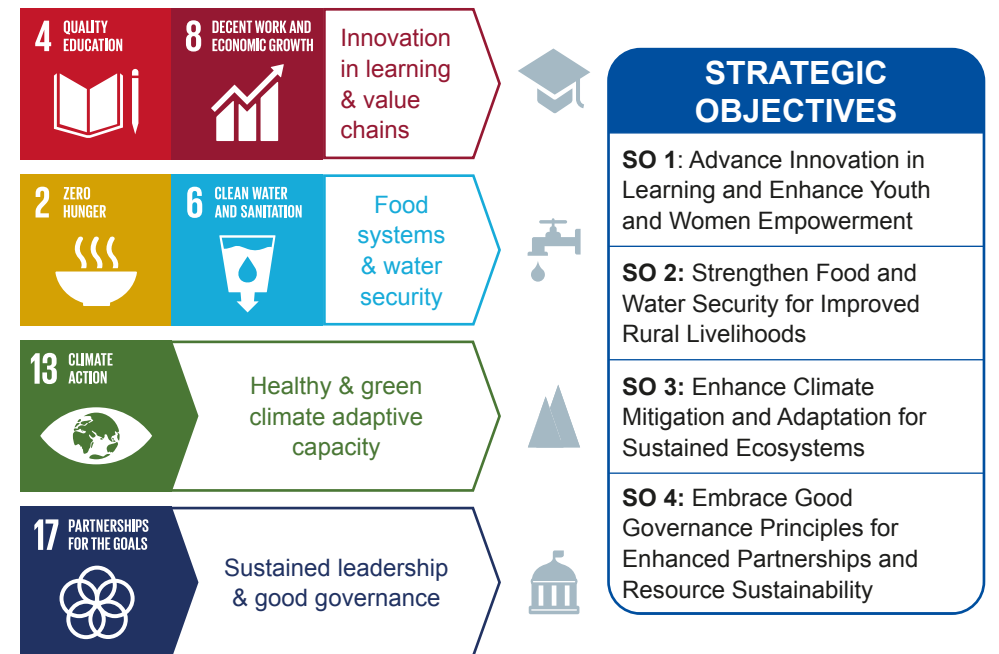 4 QUALITY
EDUCATION
8 DECENT WORK AND
ECONOMIC GROWTH
Innovation
in learning
& value
chains
2 ZERO
HUNGER
6 CLEAN WATER
AND SANITATION
Food
systems
& water
security
13 CLIMATE
ACTION
Healthy & green
climate adaptive
capacity
17 PARTNERSHIPS
FOR THE GOALS
Sustained leadership
& good governance
STRATEGIC
OBJECTIVES
SO 1: Advance Innovation in
Learning and Enhance Youth
and Women Empowerment
SO 2: Strengthen Food and
Water Security for Improved
Rural Livelihoods
SO 3: Enhance Climate
Mitigation and Adaptation for
Sustained Ecosystems
SO 4: Embrace Good
Governance Principles for
Enhanced Partnerships and
Resource Sustainability